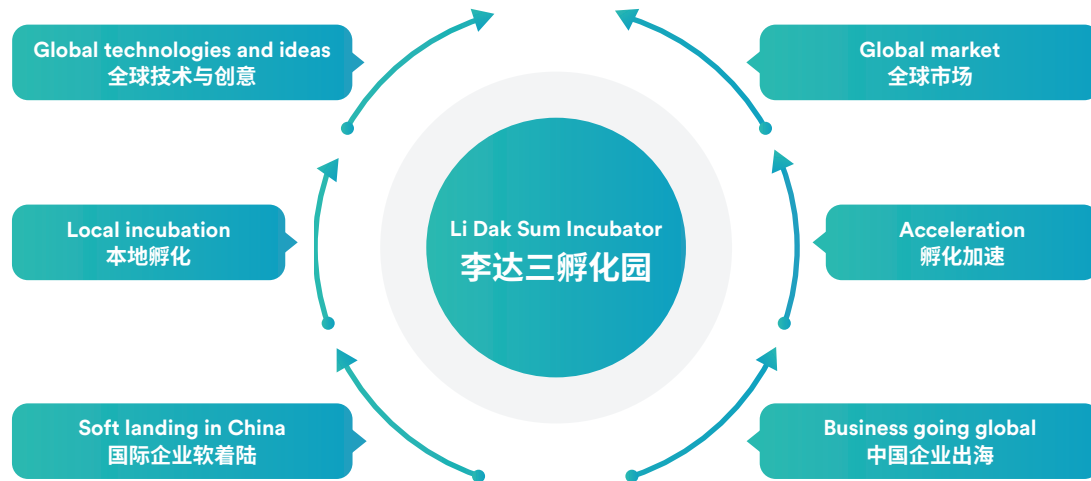 Global technologies and ideas
全球技术与创意
Global market
全球市场
Local incubation
本地孵化
Li Dak Sum Incubator
李达三孵化园
Acceleration
孵化加速
Soft landing in China
国际企业软着陆
Business going global
中国企业出海